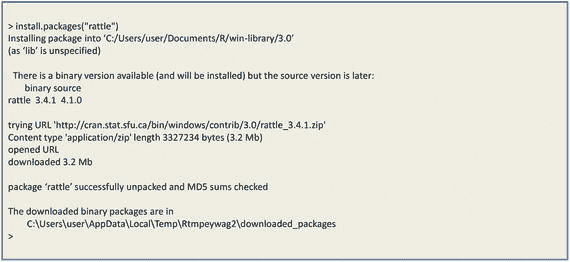 > install.packages("rattle")
Installing package into ‘C:/Users/user/Documents/R/win-library/3.0’
(as ‘lib’ is unspecified)
There is a binary version available (and will be installed) but the source version is later:
binary source
rattle 3.4.1 4.1.0
trying URL 'http://cran.stat.sfu.ca/bin/windows/contrib/3.0/rattle_3.4.1.zip'
Content type 'application/zip' length 3327234 bytes (3.2 Mb)
opened URL
downloaded 3.2 Mb
package ‘rattle’ successfully unpacked and MD5 sums checked
The downloaded binary packages are in
C:\Users\user\AppData\Local\Temp\Rtmpeywag2\downloaded_packages
>